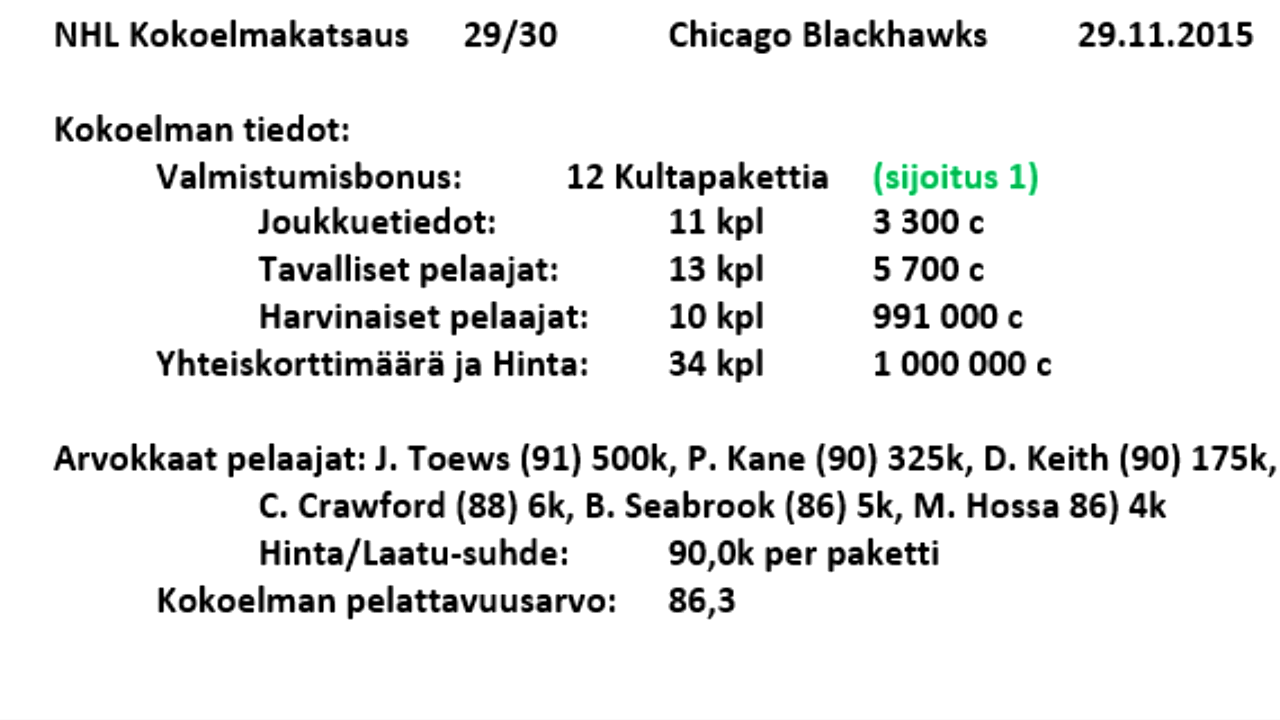 NHL Kokoelmakatsaus 29/30 Chicago Blackhawks 29.11.2015
Kokoelman tiedot:
Valmistumisbonus: 12 Kultapakettia (sijoitus 1)
Joukkuetiedot: 11 kpl 3 300 c
Tavalliset pelaajat: 13 kpl 5 700 c
Harvinaiset pelaajat: 10 kpl 991 000 c
Yhteiskorttimäärä ja Hinta: 34 kpl 1 000 000 c
Arvokkaat pelaajat: J. Toews (91) 500k, P. Kane (90) 325k, D. Keith (90) 175k,
C. Crawford (88) 6k, B. Seabrook (86) 5k, M. Hossa 86) 4k
Hinta/Laatu-suhde: 90,0k per paketti
Kokoelman pelattavuusarvo: 86,3